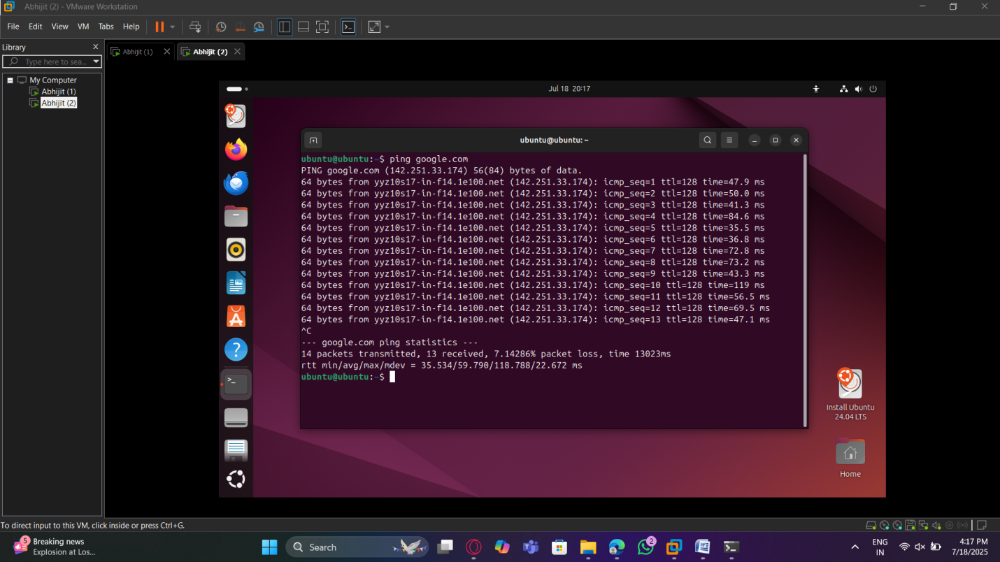 Abhijit (2) - VMware Workstation
File Edit View VM Tabs Help
Library
Type here to sea...
My Computer
Abhijit (1)
Abhijit (2)
Abhijit (1)
Abhijit (2)
Jul 18 20:17
ubuntu@ubuntu: ~
ubuntu@ubuntu:~$ ping google.com
PING google.com (142.251.33.174) 56(84) bytes of data.
64 bytes from yyz10s17-in-f14.1e100.net (142.251.33.174): icmp_seq=1 ttl=128 time=47.9 ms
64 bytes from yyz10s17-in-f14.1e100.net (142.251.33.174): icmp_seq=2 ttl=128 time=50.0 ms
64 bytes from yyz10s17-in-f14.1e100.net (142.251.33.174): icmp_seq=3 ttl=128 time=41.3 ms
64 bytes from yyz10s17-in-f14.1e100.net (142.251.33.174): icmp_seq=4 ttl=128 time=84.6 ms
64 bytes from yyz10s17-in-f14.1e100.net (142.251.33.174): icmp_seq=5 ttl=128 time=35.5 ms
64 bytes from yyz10s17-in-f14.1e100.net (142.251.33.174): icmp_seq=6 ttl=128 time=36.8 ms
64 bytes from yyz10s17-in-f14.1e100.net (142.251.33.174): icmp_seq=7 ttl=128 time=72.8 ms
64 bytes from yyz10s17-in-f14.1e100.net (142.251.33.174): icmp_seq=8 ttl=128 time=73.2 ms
64 bytes from yyz10s17-in-f14.1e100.net (142.251.33.174): icmp_seq=9 ttl=128 time=43.3 ms
64 bytes from yyz10s17-in-f14.1e100.net (142.251.33.174): icmp_seq=10 ttl=128 time=119 ms
64 bytes from yyz10s17-in-f14.1e100.net (142.251.33.174): icmp_seq=11 ttl=128 time=56.5 ms
64 bytes from yyz10s17-in-f14.1e100.net (142.251.33.174): icmp_seq=12 ttl=128 time=69.5 ms
64 bytes from yyz10s17-in-f14.1e100.net (142.251.33.174): icmp_seq=13 ttl=128 time=47.1 ms
^C
--- google.com ping statistics ---
14 packets transmitted, 13 received, 7.14286% packet loss, time 13023ms
rtt min/avg/max/mdev = 35.534/59.790/118.788/22.672 ms
ubuntu@ubuntu:~$
Install Ubuntu
24.04 LTS
Home
To direct input to this VM, click inside or press Ctrl+G.
5
Breaking news
Explosion at Los...
Search
2
ENG
IN
4:17 PM
7/18/2025